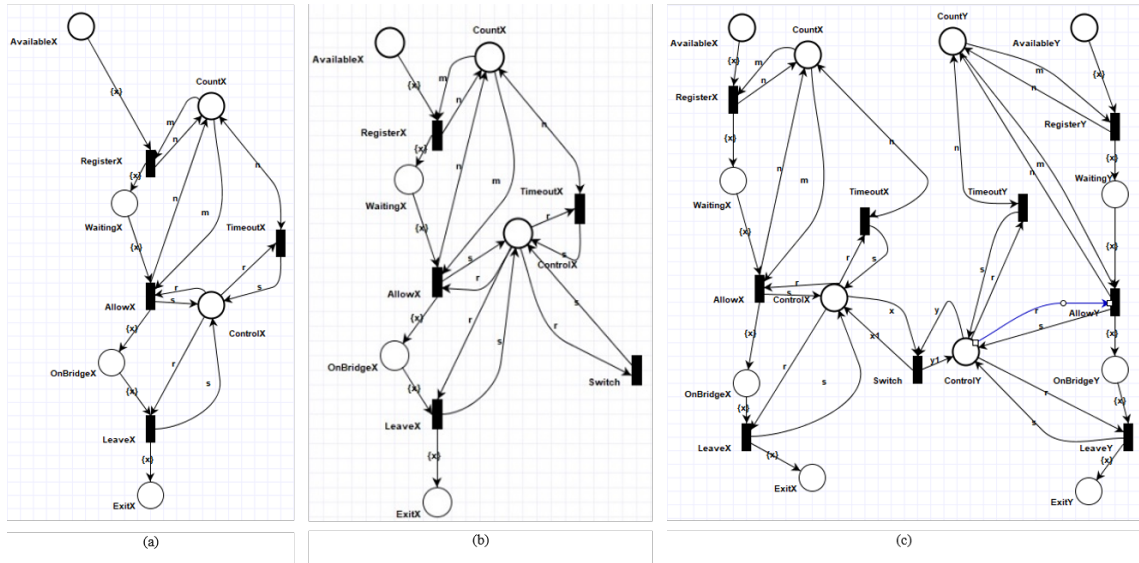 AvailableX
CountX
{x}
m
n
RegisterX
{x}
n
WaitingX
n
m
TimeoutX
{x}
r
r
s
AllowX
s
ControlX
{x}
OnBridgeX
r
s
{x}
LeaveX
{x}
ExitX
(a)
CountX
AvailableX
m
{x}
n
n
RegisterX
{x}
n
m
TimeoutX
WaitingX
r
{x}
s
s
ControlX
r
AllowX
s
{x}
r
s
r
OnBridgeX
Switch
{x}
LeaveX
{x}
ExitX
(b)
CountX
CountY
AvailableX
AvailableY
{x}
m
n
m
{x}
n
RegisterX
RegisterY
{x}
n
n
{x}
n
m
m
n
WaitingX
WaitingY
TimeoutX
TimeoutY
{x}
{x}
r
s
s
r
r
AllowX
s
ControlX
x
y
r
AllowY
s
{x}
x1
y1
{x}
Switch
ControlY
r
OnBridgeX
s
OnBridgeY
r
{x}
{x}
s
LeaveX
LeaveY
{x}
{x}
ExitX
ExitY
(c)